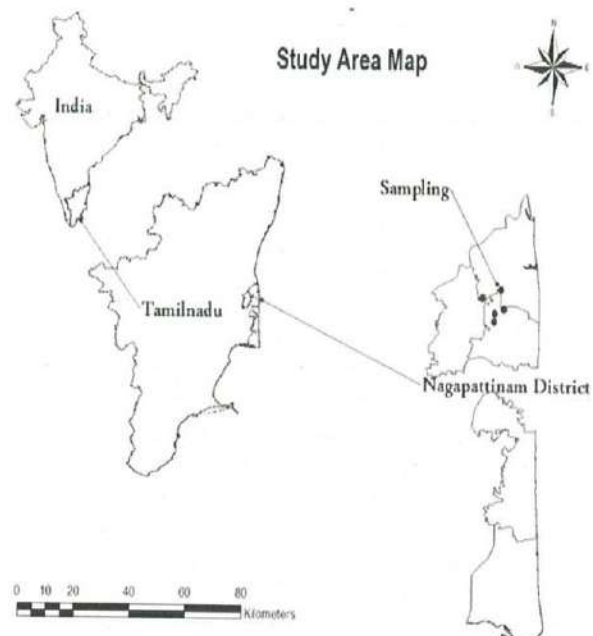 N
Study Area Map
India
E
S
Sampling
Tamilnadu
Nagapattinam District
0 10 20 40 60 80
Kilometers